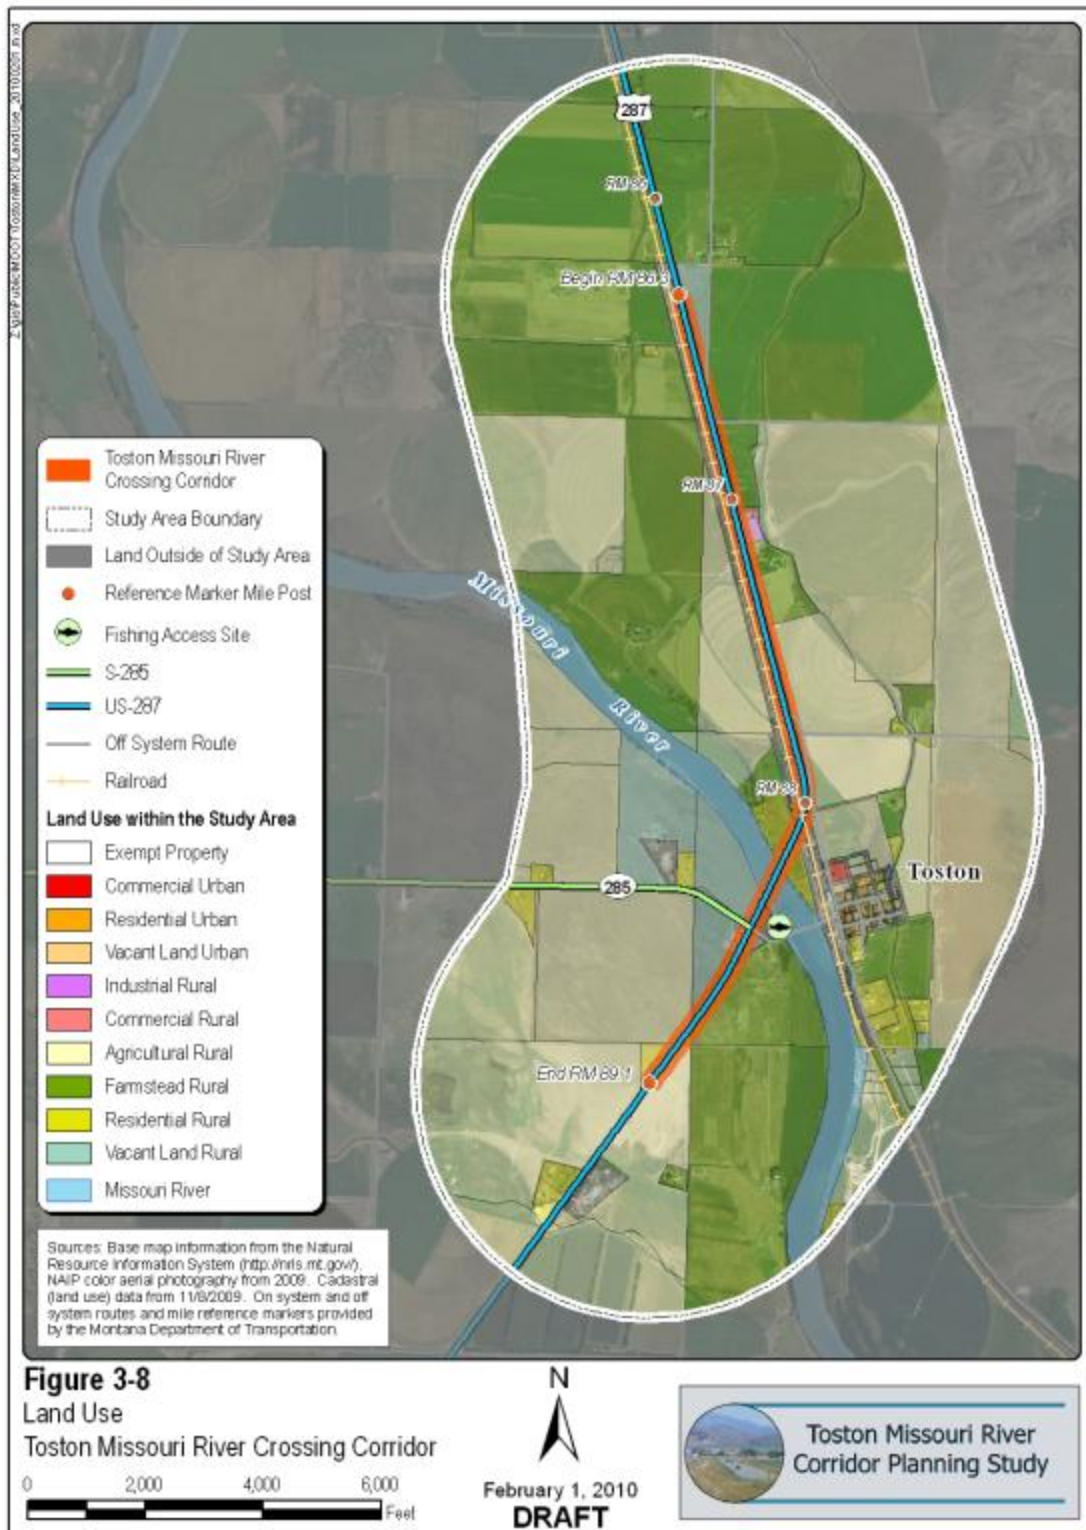 287
RM 86
Begin RM 86.3
RM 87
Missouri
River
RM 88
Toston
285
End RM 89.1
Toston Missouri River
Crossing Corridor
Study Area Boundary
Land Outside of Study Area
Reference Marker Mile Post
Fishing Access Site
S-285
US-287
Off System Route
Railroad
Land Use within the Study Area
Exempt Property
Commercial Urban
Residential Urban
Vacant Land Urban
Industrial Rural
Commercial Rural
Agricultural Rural
Farmstead Rural
Residential Rural
Vacant Land Rural
Missouri River
Sources: Base map information from the Natural
Resource Information System (http://nris.mt.gov/).
NAIP color aerial photography from 2009. Cadastral
(land use) data from 11/8/2009. On system and off
system routes and mile reference markers provided
by the Montana Department of Transportation.
Figure 3-8
Land Use
Toston Missouri River Crossing Corridor
0 2,000 4,000 6,000
Feet
N
February 1, 2010
DRAFT
Toston Missouri River
Corridor Planning Study